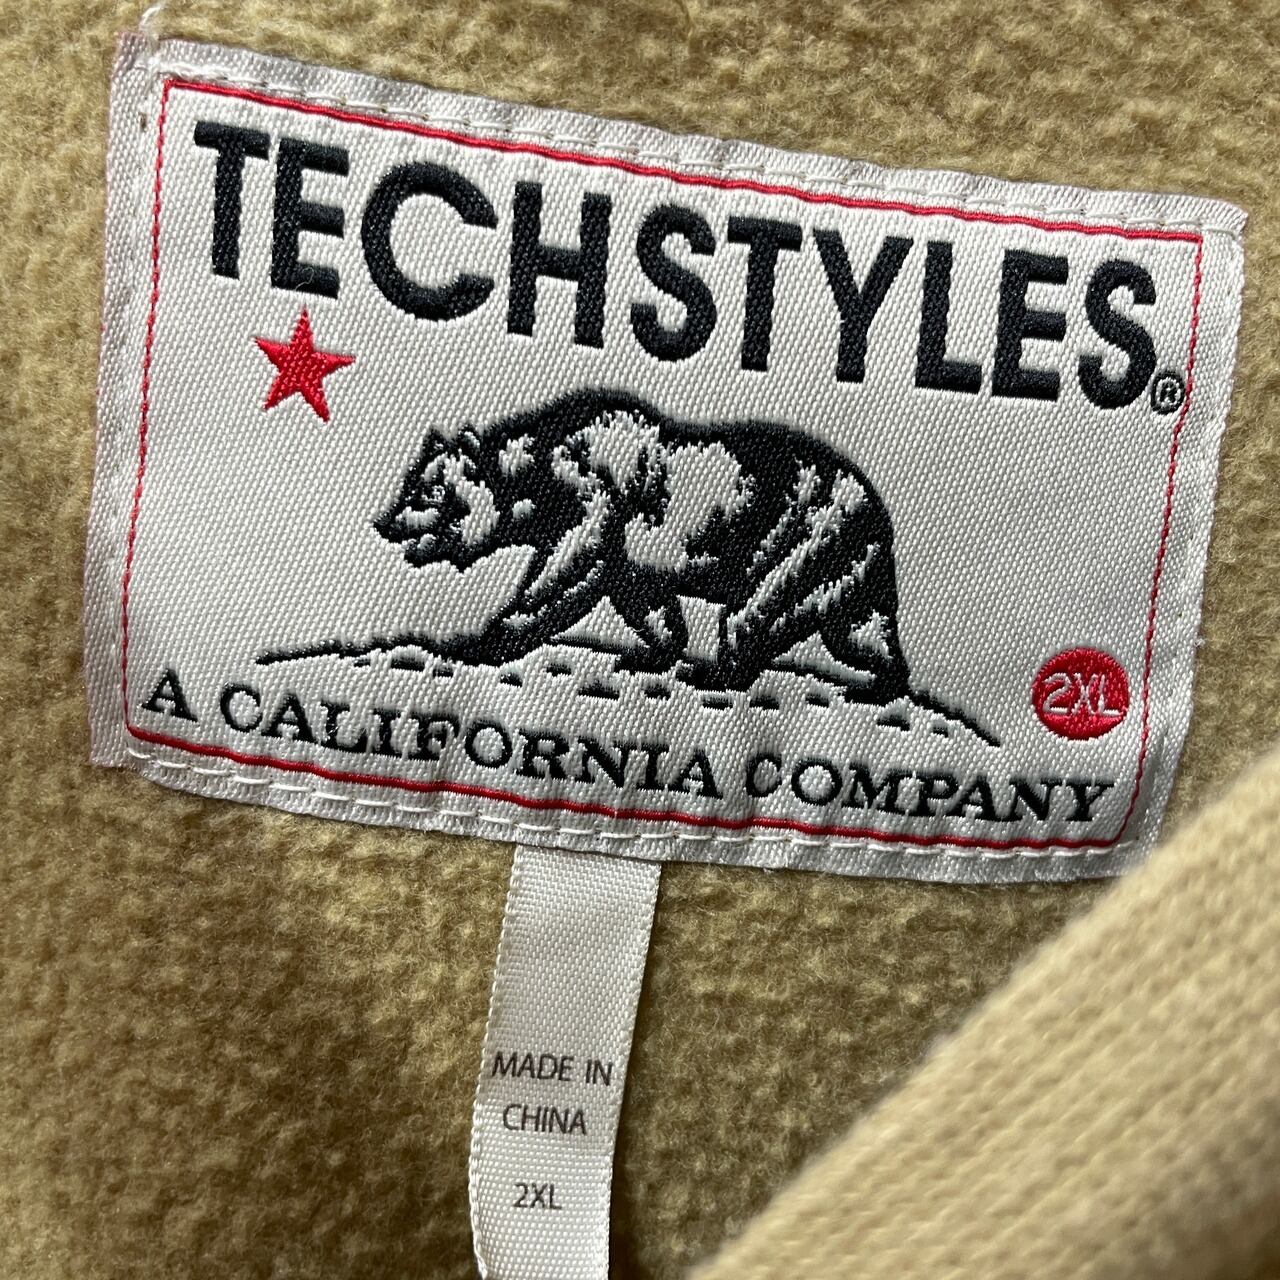 TECHSTYLES®
2XL
A CALIFORNIA COMPANY
MADE IN
CHINA
2XL